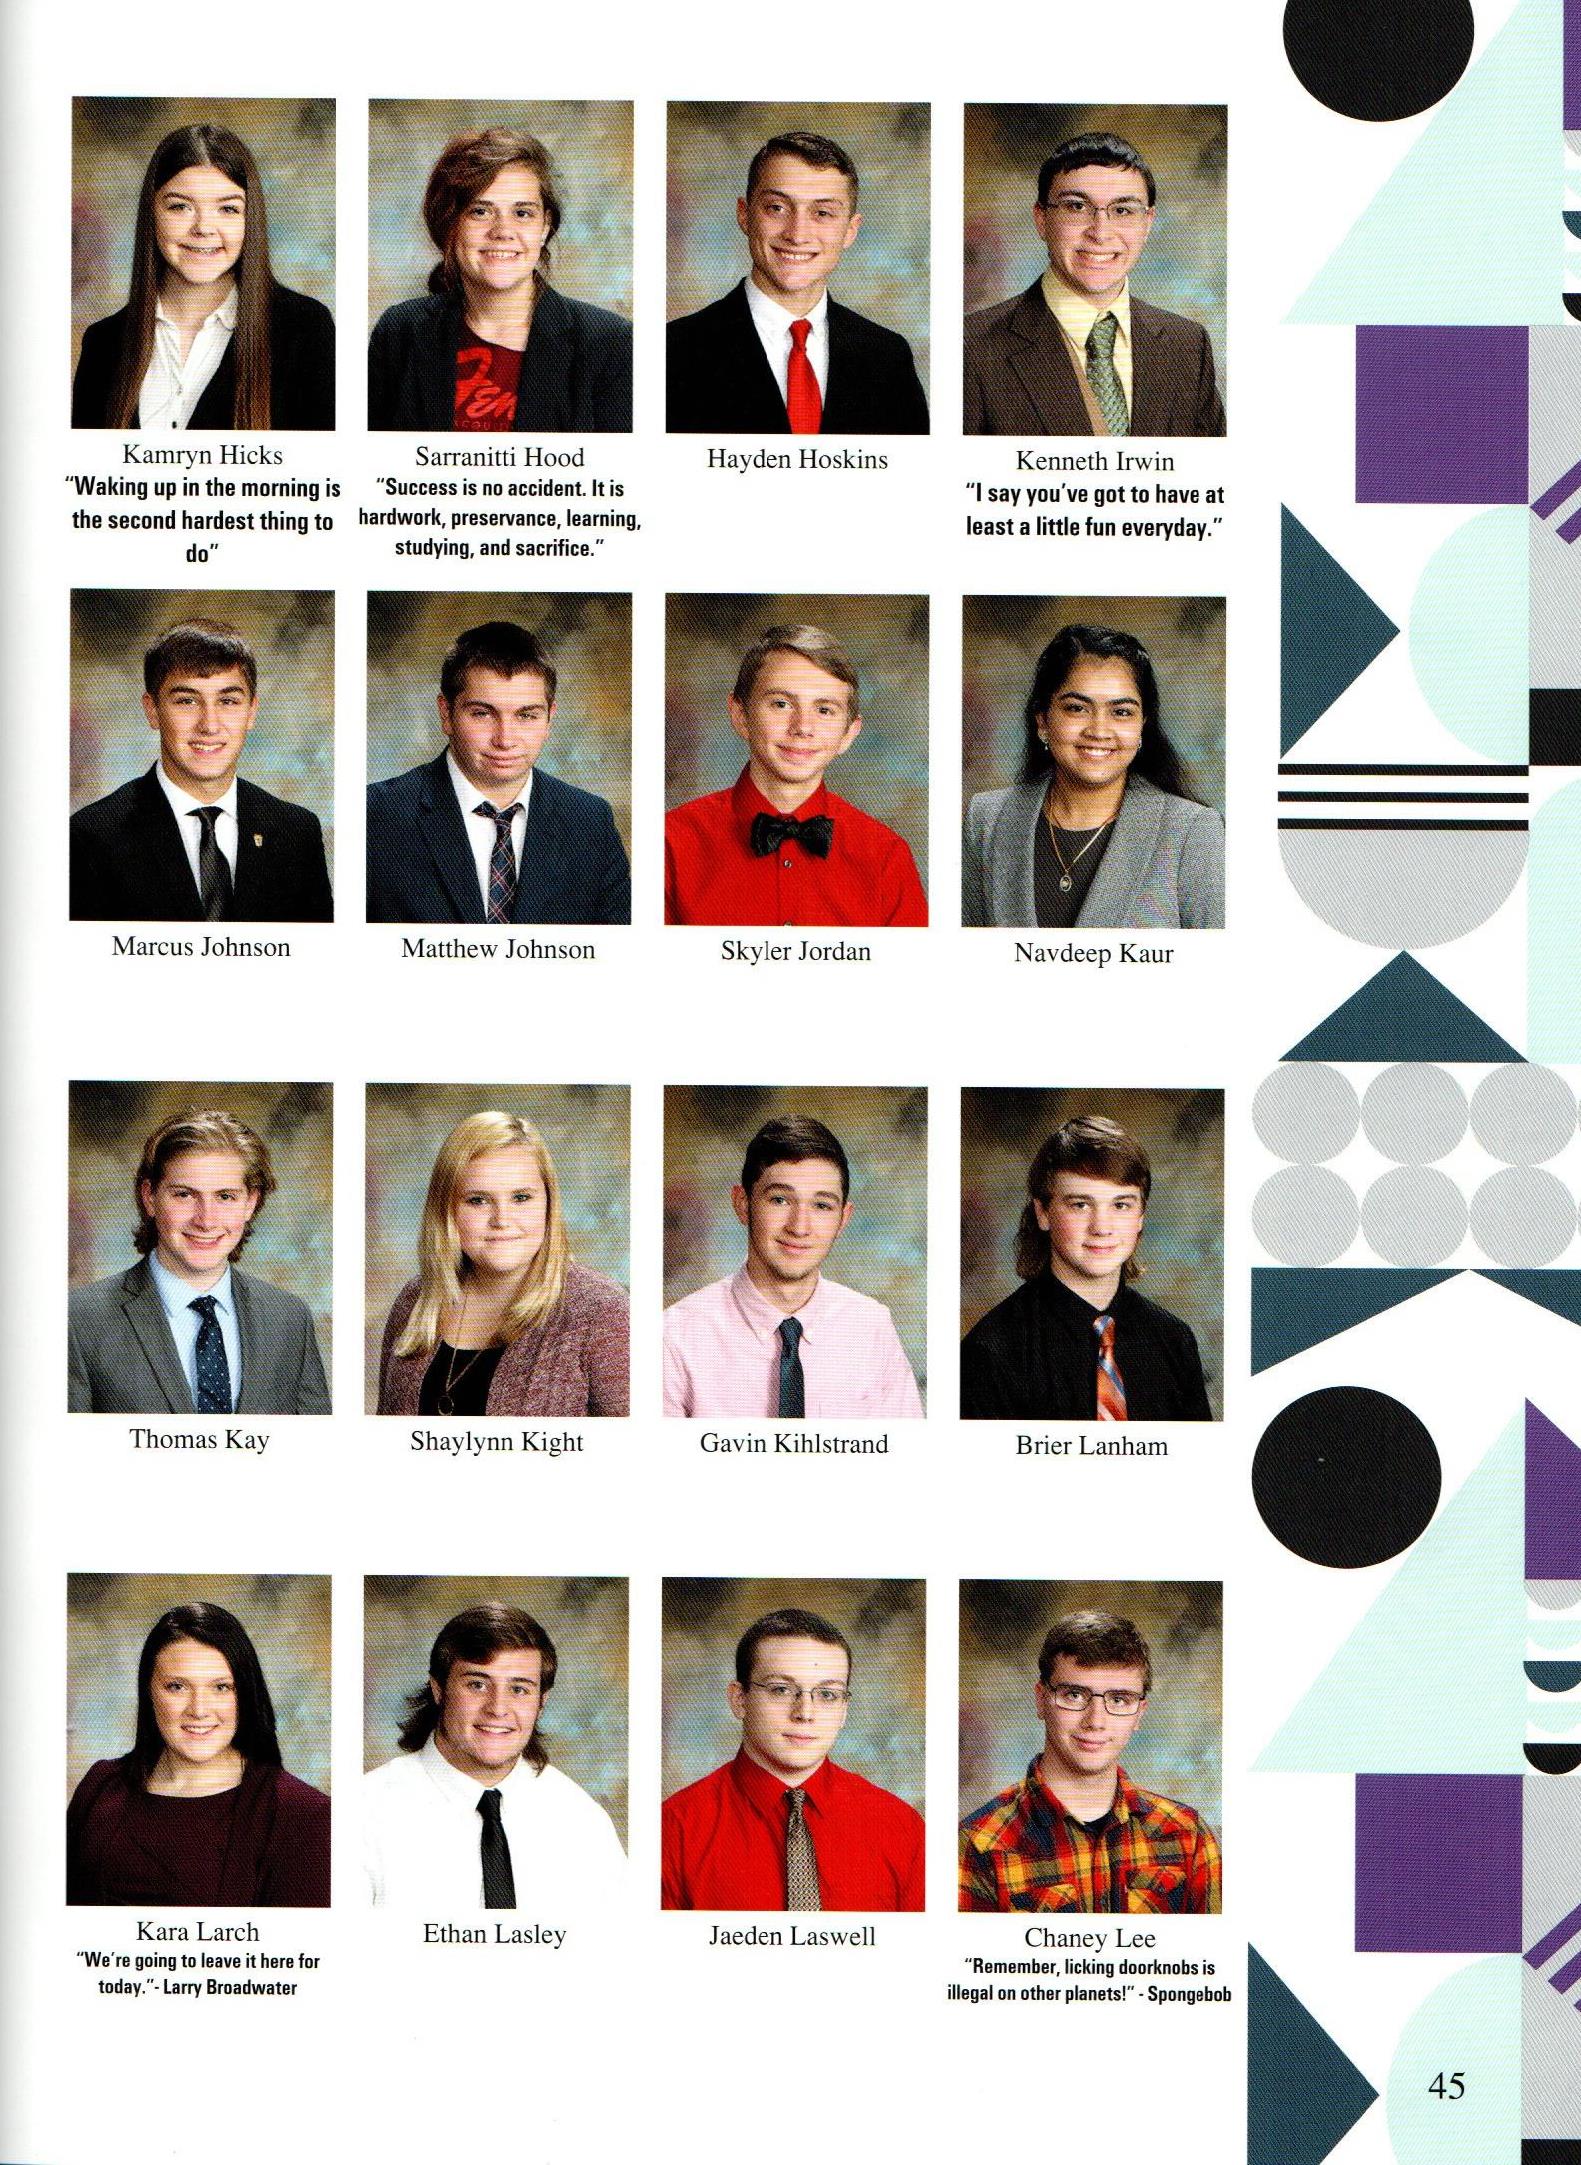 Kamryn Hicks
“Waking up in the morning is
the second hardest thing to
do”
Sarranitti Hood
“Success is no accident. It is
hardwork, preservance, learning,
studying, and sacrifice.”
Hayden Hoskins
Kenneth Irwin
“I say you’ve got to have at
least a little fun everyday.”
Marcus Johnson
Matthew Johnson
Skyler Jordan
Navdeep Kaur
Thomas Kay
Shaylynn Kight
Gavin Kihlstrand
Brier Lanham
Kara Larch
“We’re going to leave it here for
today.”- Larry Broadwater
Ethan Lasley
Jaeden Laswell
Chaney Lee
“Remember, licking doorknobs is
illegal on other planets!” - Spongebob
45